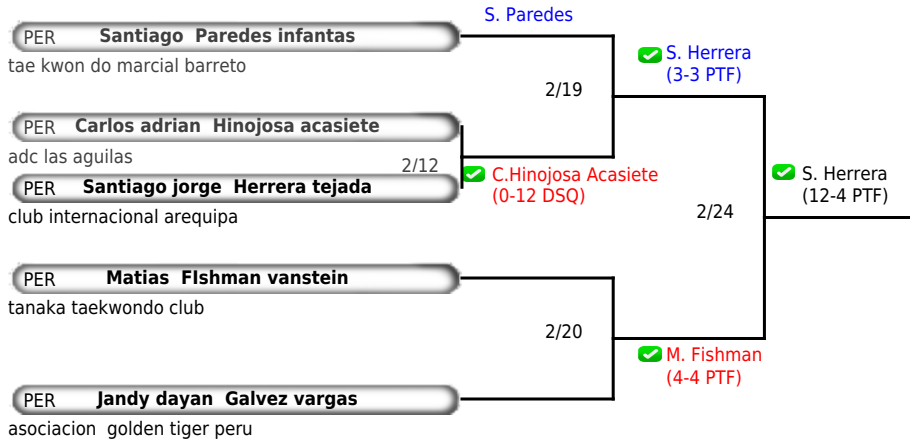 S. Paredes
PER Santiago Paredes infantas
tae kwon do marcial barreto
S. Herrera
(3-3 PTF)
2/19
PER Carlos adrian Hinojosa acasiete
adc las aguilas
2/12
C.Hinojosa Acasiete
(0-12 DSQ)
PER Santiago jorge Herrera tejada
club internacional arequipa
S. Herrera
(12-4 PTF)
2/24
PER Matias FIshman vanstein
tanaka taekwondo club
2/20
M. Fishman
(4-4 PTF)
PER Jandy dayan Galvez vargas
asociacion golden tiger peru